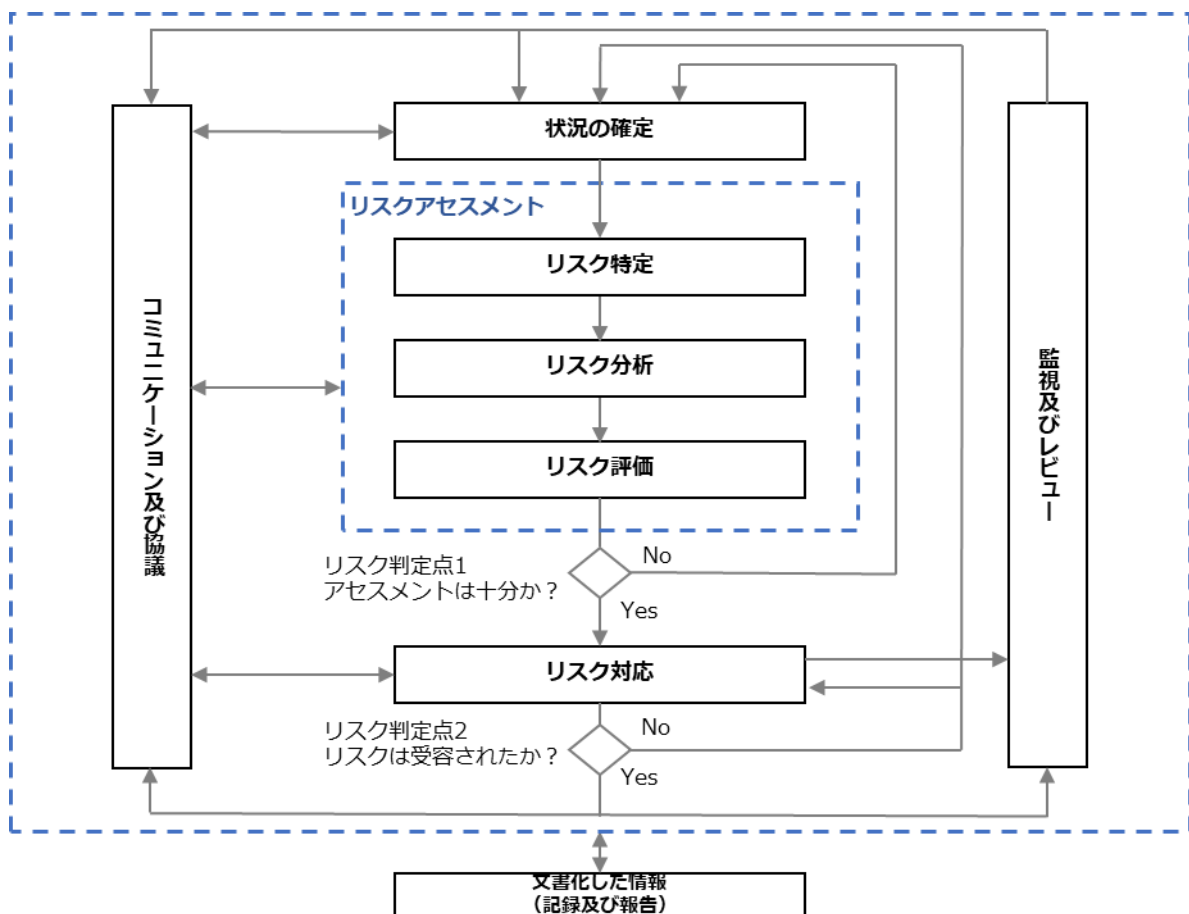 状況の確定
リスクアセスメント
リスク特定
リスク分析
リスク評価
コミュニケーション及び協議
監視及びレビュー
リスク判定点1
アセスメントは十分か？
No
Yes
リスク対応
リスク判定点2
リスクは受容されたか？
No
Yes
文書化した情報
（記録及び報告）